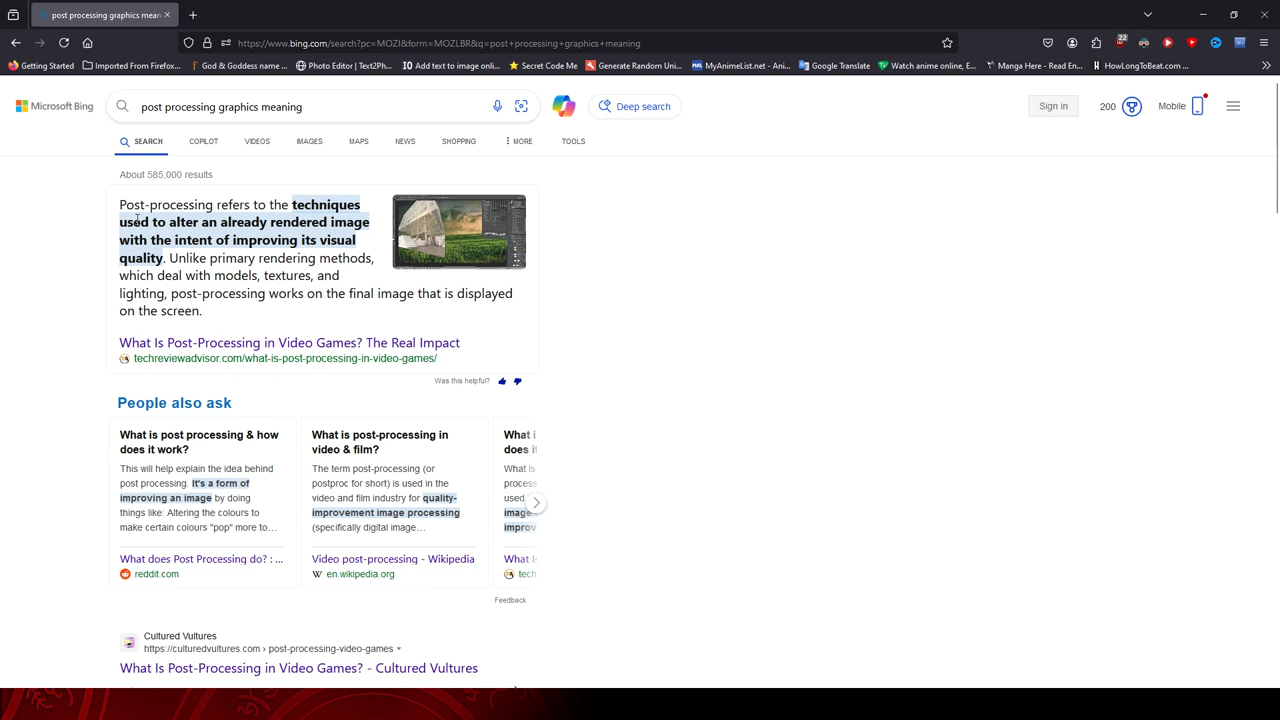 post processing graphics mean
https://www.bing.com/search?pc=MOZI&form=MOZLBR&q=post+processing+graphics+meaning
22
Getting Started
Imported From Firefox...
God & Goddess name ...
Photo Editor | Text2Ph...
IO Add text to image onli...
Secret Code Me
Generate Random Uni...
MyAnimeList.net - Ani...
Google Translate
Watch anime online, E...
Manga Here - Read En...
HowLongToBeat.com ...
Microsoft Bing
post processing graphics meaning
Deep search
Sign in
200
Mobile
SEARCH
COPILOT
VIDEOS
IMAGES
MAPS
NEWS
SHOPPING
MORE
TOOLS
About 585,000 results
Post-processing refers to the techniques
used to alter an already rendered image
with the intent of improving its visual
quality. Unlike primary rendering methods,
which deal with models, textures, and
lighting, post-processing works on the final image that is displayed
on the screen.
What Is Post-Processing in Video Games? The Real Impact
techreviewadvisor.com/what-is-post-processing-in-video-games/
Was this helpful?
People also ask
What is post processing & how
does it work?
This will help explain the idea behind
post processing. It's a form of
improving an image by doing
things like: Altering the colours to
make certain colours "pop" more to...
What does Post Processing do? : ...
reddit.com
What is post-processing in
video & film?
The term post-processing (or
postproc for short) is used in the
video and film industry for quality-
improvement image processing
(specifically digital image...
Video post-processing - Wikipedia
W en.wikipedia.org
What i
does i
What Is
process
used
image
improv
What Is
tech
Feedback
Cultured Vultures
https://culturedvultures.com › post-processing-video-games
What Is Post-Processing in Video Games? - Cultured Vultures